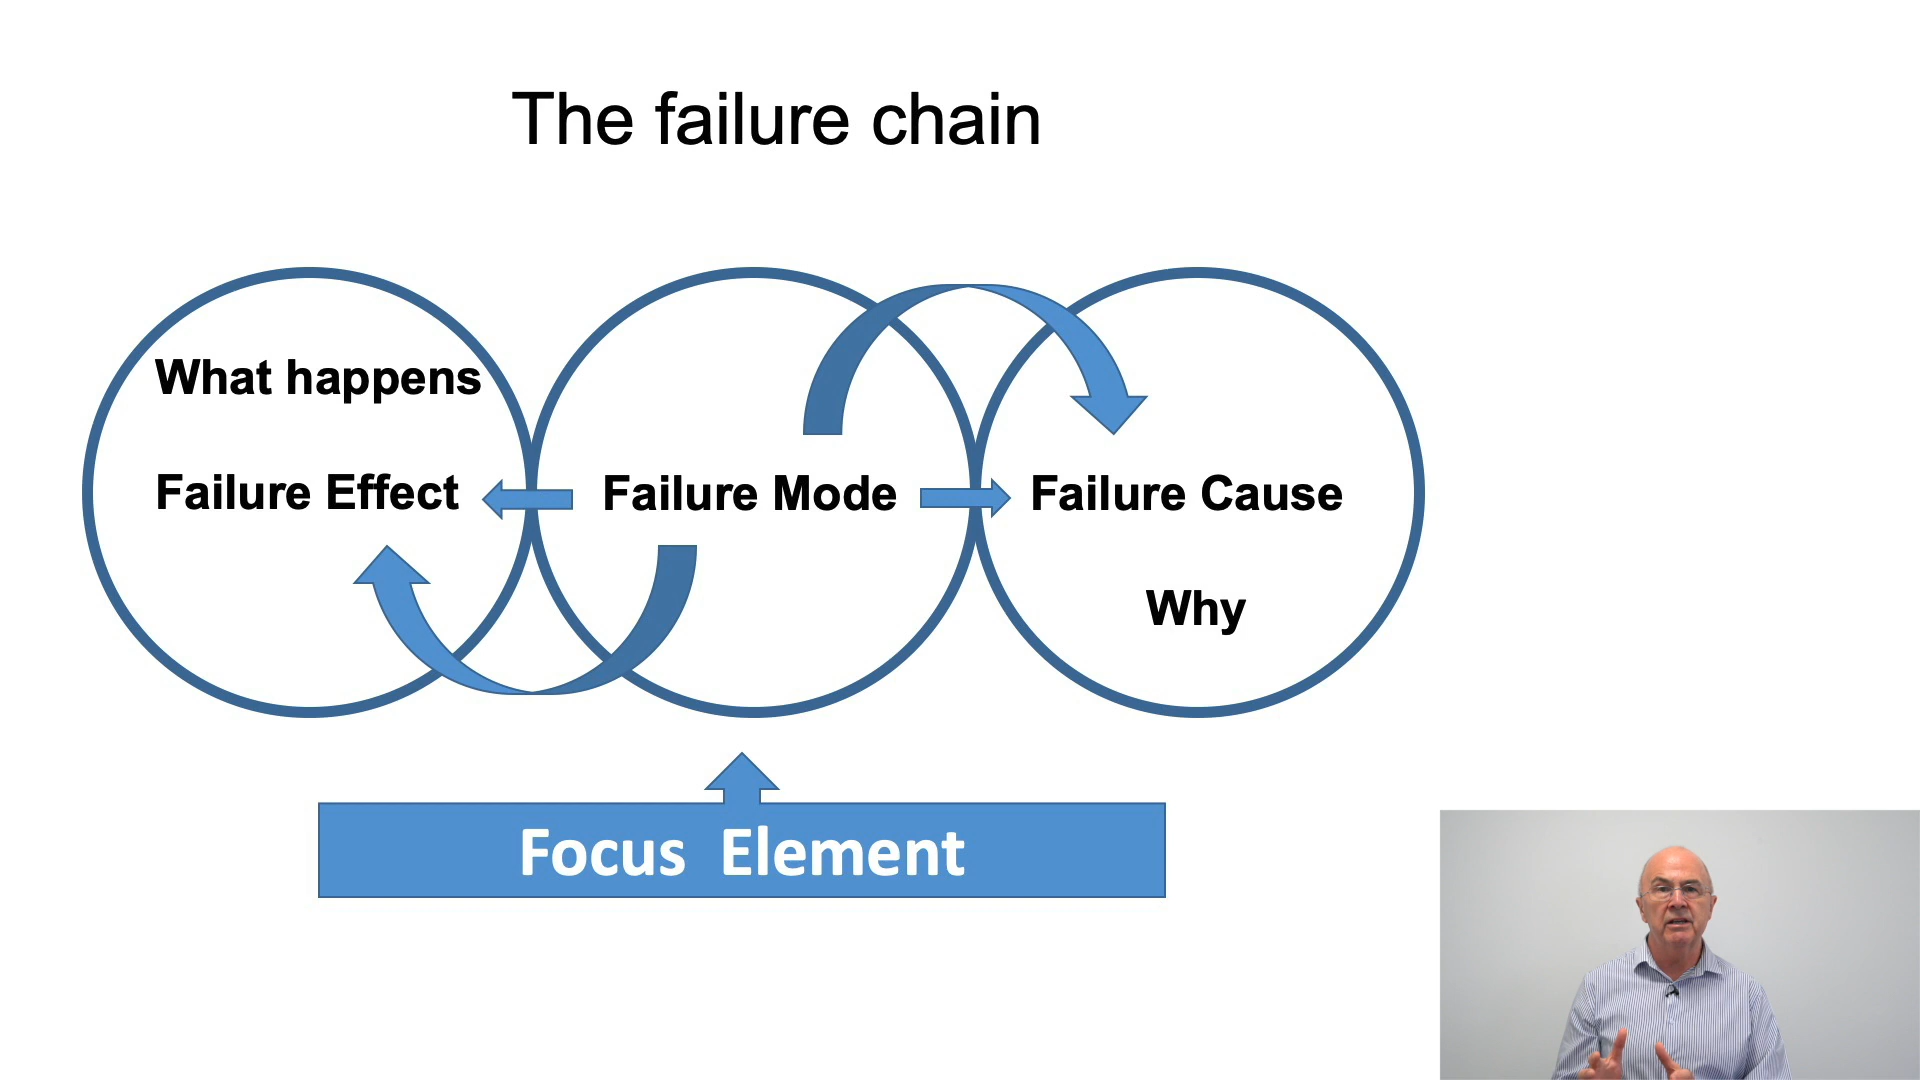 The failure chain
What happens
Failure Effect
Failure Mode
Failure Cause
Why
Focus Element